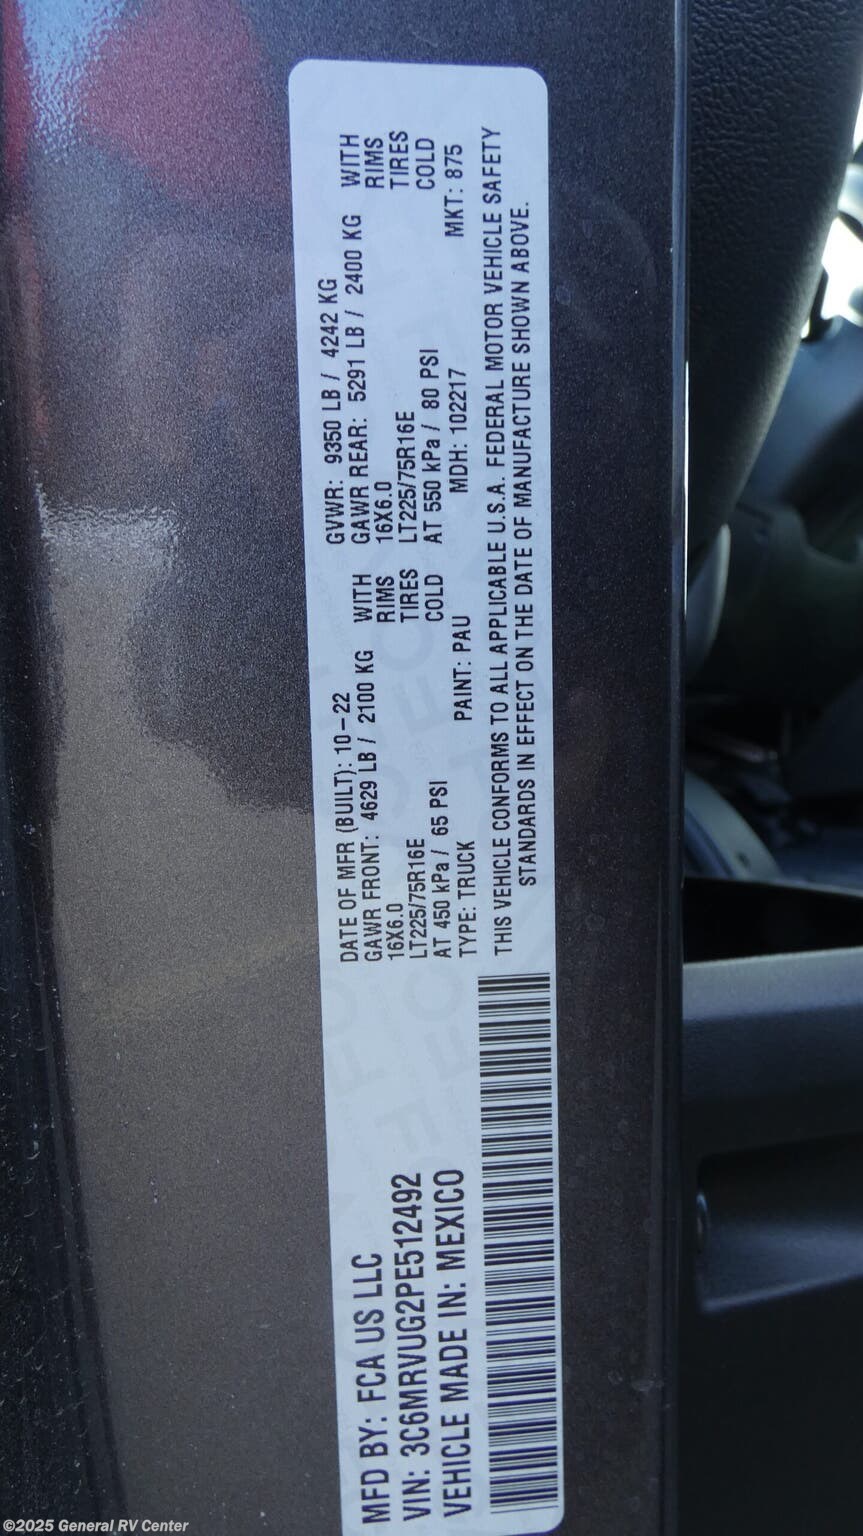 MFD BY: FCA US LLC
VIN: 3C6MRVUG2PE512492
VEHICLE MADE IN: MEXICO
DATE OF MFR (BUILT): 10-22 GVWR: 9350 LB / 4242 KG
GAWR FRONT: 4629 LB / 2100 KG WITH GAWR REAR: 5291 LB / 2400 KG WITH
16X6.0 RIMS 16X6.0 RIMS
LT225/75R16E TIRES LT225/75R16E TIRES
AT 450 kPa / 65 PSI COLD AT 550 kPa / 80 PSI COLD
TYPE: TRUCK PAINT: PAU MDH: 102217 MKT: 875
THIS VEHICLE CONFORMS TO ALL APPLICABLE U.S.A. FEDERAL MOTOR VEHICLE SAFETY
STANDARDS IN EFFECT ON THE DATE OF MANUFACTURE SHOWN ABOVE.
©2025 General RV Center